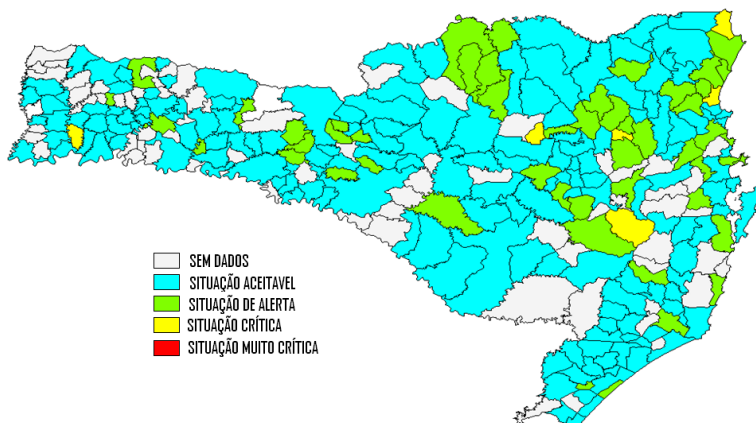 SEM DADOS
SITUAÇÃO ACEITAVEL
SITUAÇÃO DE ALERTA
SITUAÇÃO CRÍTICA
SITUAÇÃO MUITO CRÍTICA